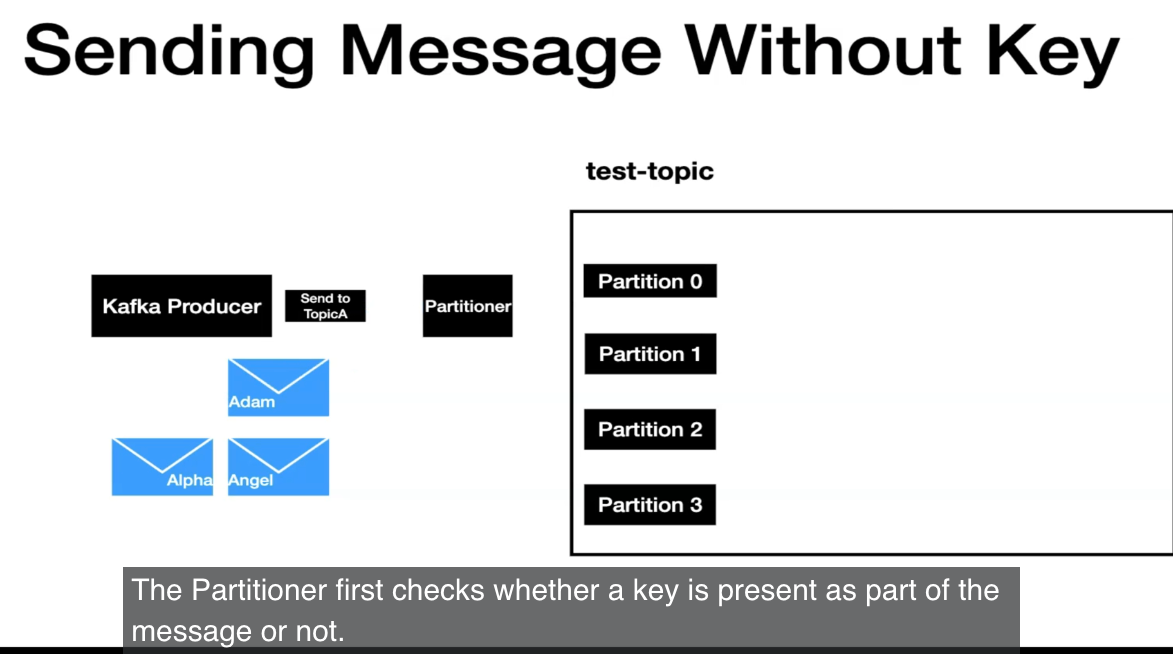 Sending Message Without Key
test-topic
Kafka Producer
Send to
TopicA
Partitioner
Partition 0
Partition 1
Partition 2
Partition 3
Adam
Alpha
Angel
The Partitioner first checks whether a key is present as part of the
message or not.